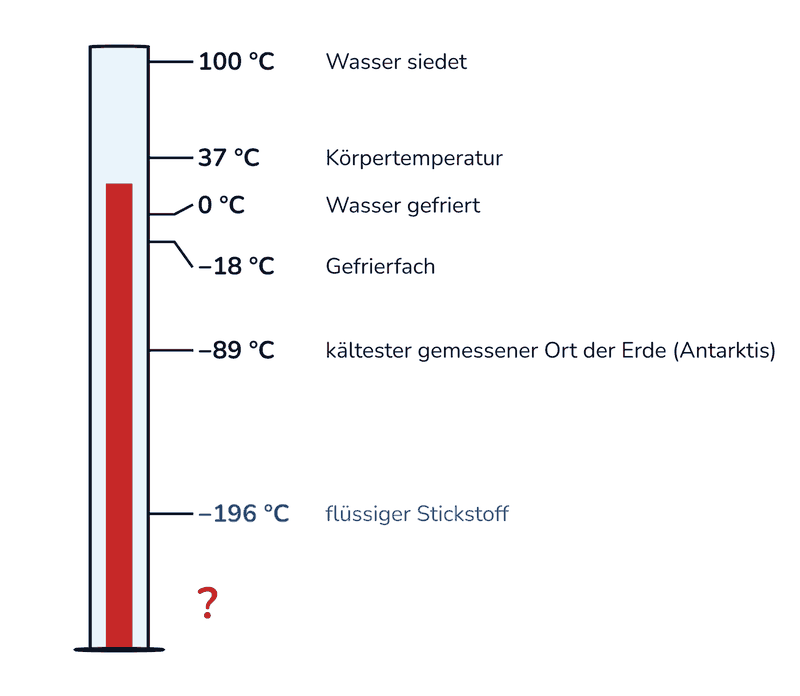 100 °C Wasser siedet
37 °C Körpertemperatur
0 °C Wasser gefriert
–18 °C Gefrierfach
–89 °C kältester gemessener Ort der Erde (Antarktis)
–196 °C flüssiger Stickstoff
?